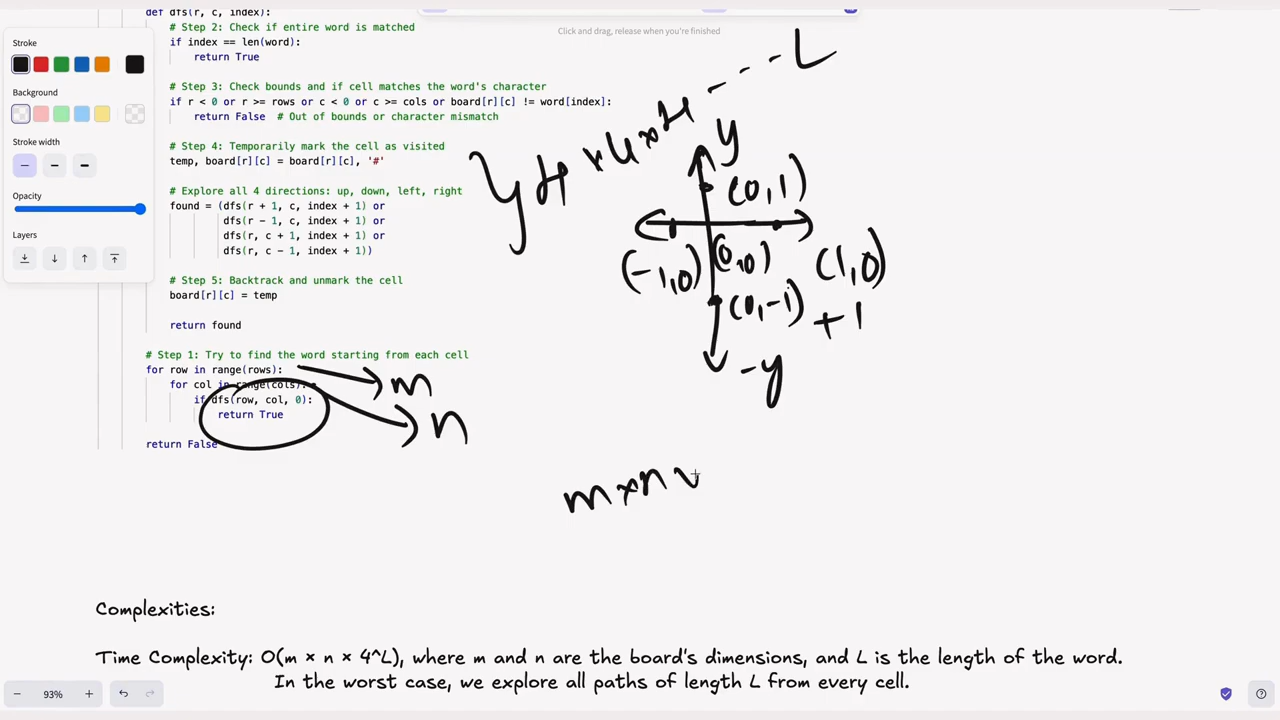 def dfs(r, c, index):
# Step 2: Check if entire word is matched
if index == len(word):
return True
# Step 3: Check bounds and if cell matches the word's character
if r < 0 or r >= rows or c < 0 or c >= cols or board[r][c] != word[index]:
return False  # Out of bounds or character mismatch
# Step 4: Temporarily mark the cell as visited
temp, board[r][c] = board[r][c], '#'
# Explore all 4 directions: up, down, left, right
found = (dfs(r + 1, c, index + 1) or
dfs(r - 1, c, index + 1) or
dfs(r, c + 1, index + 1) or
dfs(r, c - 1, index + 1))
# Step 5: Backtrack and unmark the cell
board[r][c] = temp
return found
# Step 1: Try to find the word starting from each cell
for row in range(rows):
for col in range(cols):
if dfs(row, col, 0):
return True
return False
Stroke
Background
Stroke width
Opacity
Layers
Click and drag, release when you're finished
L
y
(0,1)
(-1,0) (0,0) (1,0)
(0,-1) +1
-y
m
n
m x n
Complexities:
Time Complexity: O(m × n × 4^L), where m and n are the board's dimensions, and L is the length of the word.
In the worst case, we explore all paths of length L from every cell.
93%